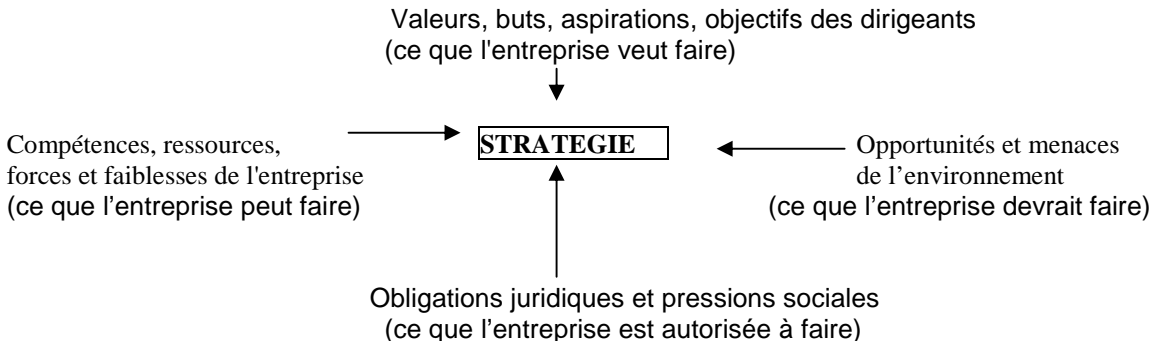 Valeurs, buts, aspirations, objectifs des dirigeants
(ce que l'entreprise veut faire)
STRATEGIE
Compétences, ressources,
forces et faiblesses de l'entreprise
(ce que l’entreprise peut faire)
Opportunités et menaces
de l’environnement
(ce que l’entreprise devrait faire)
Obligations juridiques et pressions sociales
(ce que l’entreprise est autorisée à faire)